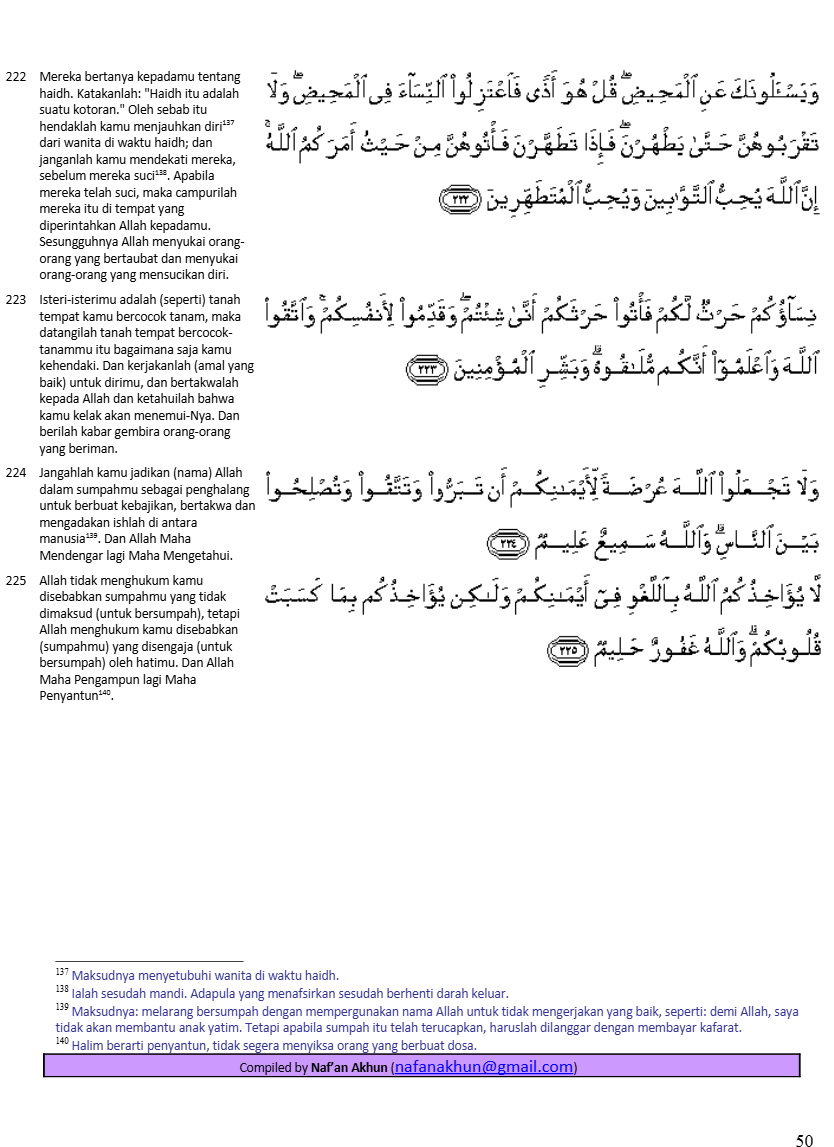 222 Mereka bertanya kepadamu tentang
haidh. Katakanlah: "Haidh itu adalah
suatu kotoran." Oleh sebab itu
hendaklah kamu menjauhkan diri¹³⁷
dari wanita di waktu haidh; dan
janganlah kamu mendekati mereka,
sebelum mereka suci¹³⁸. Apabila
mereka telah suci, maka campurilah
mereka itu di tempat yang
diperintahkan Allah kepadamu.
Sesungguhnya Allah menyukai orang-
orang yang bertaubat dan menyukai
orang-orang yang mensucikan diri.
وَيَسْـَٔلُونَكَ عَنِ ٱلْمَحِيضِ ۖ قُلْ هُوَ أَذًى فَٱعْتَزِلُوا۟ ٱلنِّسَآءَ فِى ٱلْمَحِيضِ ۖ وَلَا
تَقْرَبُوهُنَّ حَتَّىٰ يَطْهُرْنَ ۖ فَإِذَا تَطَهَّرْنَ فَأْتُوهُنَّ مِنْ حَيْثُ أَمَرَكُمُ ٱللَّهُ ۚ
إِنَّ ٱللَّهَ يُحِبُّ ٱلتَّوَّٰبِينَ وَيُحِبُّ ٱلْمُتَطَهِّرِينَ ﴿٢٢٢﴾
223 Isteri-isterimu adalah (seperti) tanah
tempat kamu bercocok tanam, maka
datangilah tanah tempat bercocok-
tanammu itu bagaimana saja kamu
kehendaki. Dan kerjakanlah (amal yang
baik) untuk dirimu, dan bertakwalah
kepada Allah dan ketahuilah bahwa
kamu kelak akan menemui-Nya. Dan
berilah kabar gembira orang-orang
yang beriman.
نِسَآؤُكُمْ حَرْثٌ لَّكُمْ فَأْتُوا۟ حَرْثَكُمْ أَنَّىٰ شِئْتُمْ ۖ وَقَدِّمُوا۟ لِأَنفُسِكُمْ ۚ وَٱتَّقُوا۟
ٱللَّهَ وَٱعْلَمُوٓا۟ أَنَّكُم مُّلَـٰقُوهُ ۗ وَبَشِّرِ ٱلْمُؤْمِنِينَ ﴿٢٢٣﴾
224 Jangahlah kamu jadikan (nama) Allah
dalam sumpahmu sebagai penghalang
untuk berbuat kebajikan, bertakwa dan
mengadakan ishlah di antara
manusia¹³⁹. Dan Allah Maha
Mendengar lagi Maha Mengetahui.
وَلَا تَجْعَلُوا۟ ٱللَّهَ عُرْضَةً لِّأَيْمَـٰنِكُمْ أَن تَبَرُّوا۟ وَتَتَّقُوا۟ وَتُصْلِحُوا۟
بَيْنَ ٱلنَّاسِ ۗ وَٱللَّهُ سَمِيعٌ عَلِيمٌ ﴿٢٢٤﴾
225 Allah tidak menghukum kamu
disebabkan sumpahmu yang tidak
dimaksud (untuk bersumpah), tetapi
Allah menghukum kamu disebabkan
(sumpahmu) yang disengaja (untuk
bersumpah) oleh hatimu. Dan Allah
Maha Pengampun lagi Maha
Penyantun¹⁴⁰.
لَّا يُؤَاخِذُكُمُ ٱللَّهُ بِٱللَّغْوِ فِىٓ أَيْمَـٰنِكُمْ وَلَـٰكِن يُؤَاخِذُكُم بِمَا كَسَبَتْ
قُلُوبُكُمْ ۗ وَٱللَّهُ غَفُورٌ حَلِيمٌ ﴿٢٢٥﴾
¹³⁷ Maksudnya menyetubuhi wanita di waktu haidh.
¹³⁸ Ialah sesudah mandi. Adapula yang menafsirkan sesudah berhenti darah keluar.
¹³⁹ Maksudnya: melarang bersumpah dengan mempergunakan nama Allah untuk tidak mengerjakan yang baik, seperti: demi Allah, saya
tidak akan membantu anak yatim. Tetapi apabila sumpah itu telah terucapkan, haruslah dilanggar dengan membayar kafarat.
¹⁴⁰ Halim berarti penyantun, tidak segera menyiksa orang yang berbuat dosa.
Compiled by Naf'an Akhun (nafanakhun@gmail.com)
50